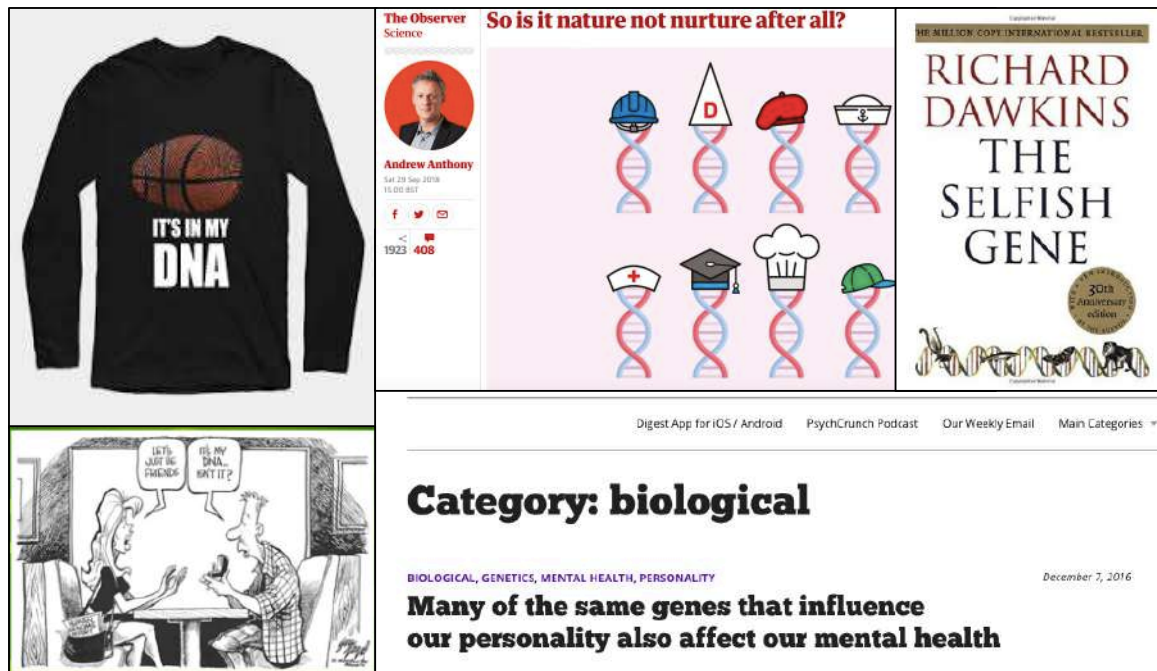 IT'S IN MY
DNA
The Observer
Science
Andrew Anthony
Sat 29 Sep 2018
15.00 BST
1923 408
So is it nature not nurture after all?
D
Copyrighted Material
THE MILLION COPY INTERNATIONAL BESTSELLER
RICHARD
DAWKINS
THE
SELFISH
GENE
30th
Anniversary
edition
Copyrighted Material
LET'S
JUST BE
FRIENDS
IT'S MY
DNA...
ISN'T IT?
Digest App for iOS / Android PsychCrunch Podcast Our Weekly Email Main Categories
Category: biological
BIOLOGICAL, GENETICS, MENTAL HEALTH, PERSONALITY
December 7, 2016
Many of the same genes that influence
our personality also affect our mental health